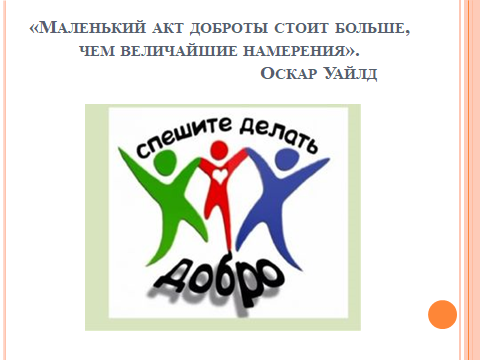 «Маленький акт доброты стоит больше,
чем величайшие намерения».
Оскар Уайлд
спешите делать
добро